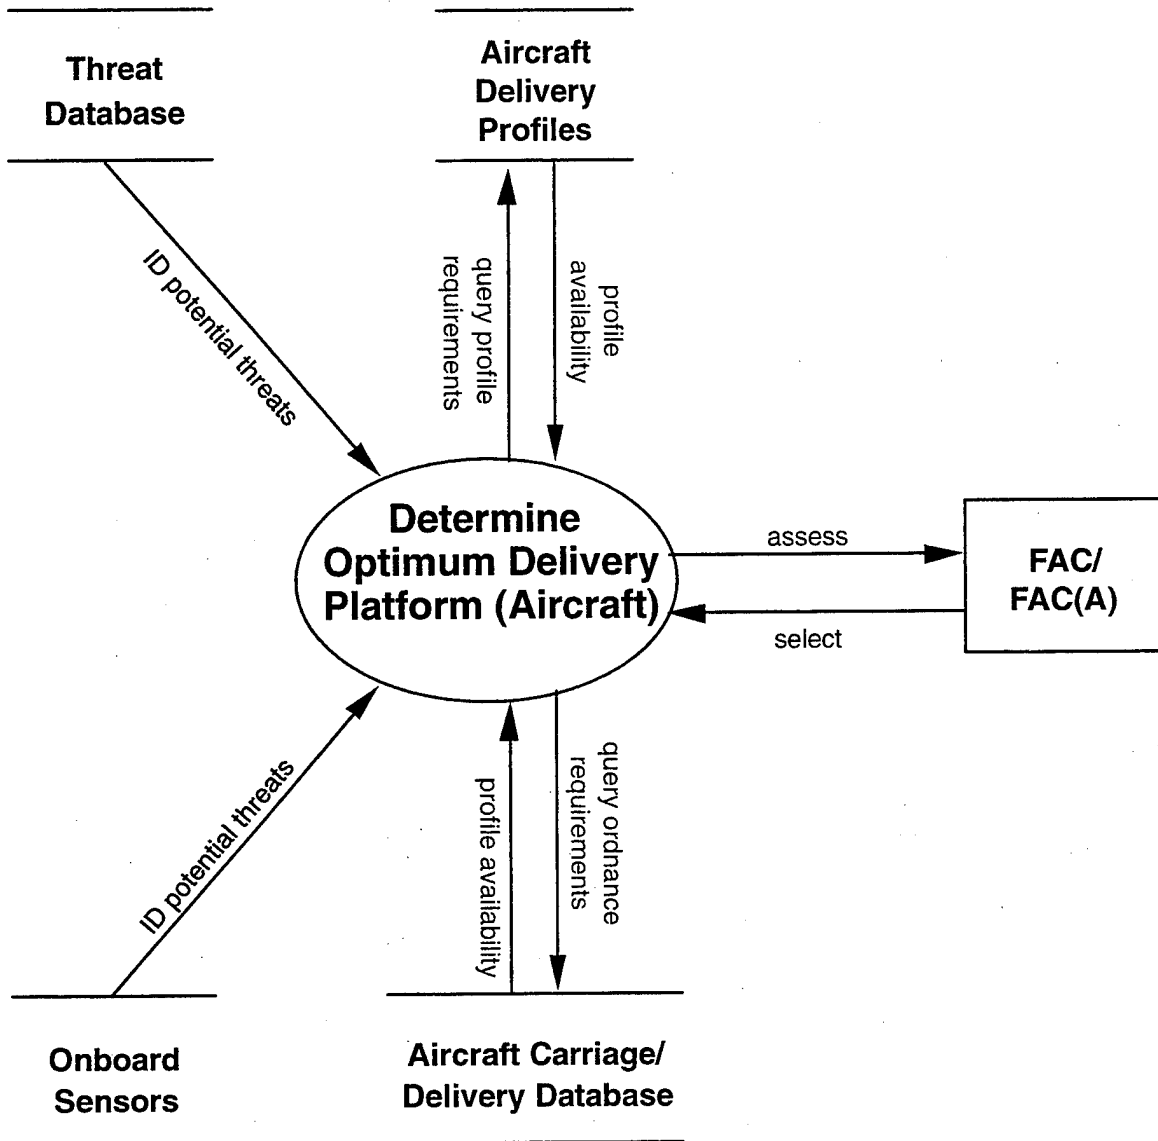 Threat
Database
Aircraft
Delivery
Profiles
ID potential threats
query profile
requirements
profile
availability
Determine
Optimum Delivery
Platform (Aircraft)
assess
select
FAC/
FAC(A)
ID potential threats
profile availability
query ordnance
requirements
Onboard
Sensors
Aircraft Carriage/
Delivery Database